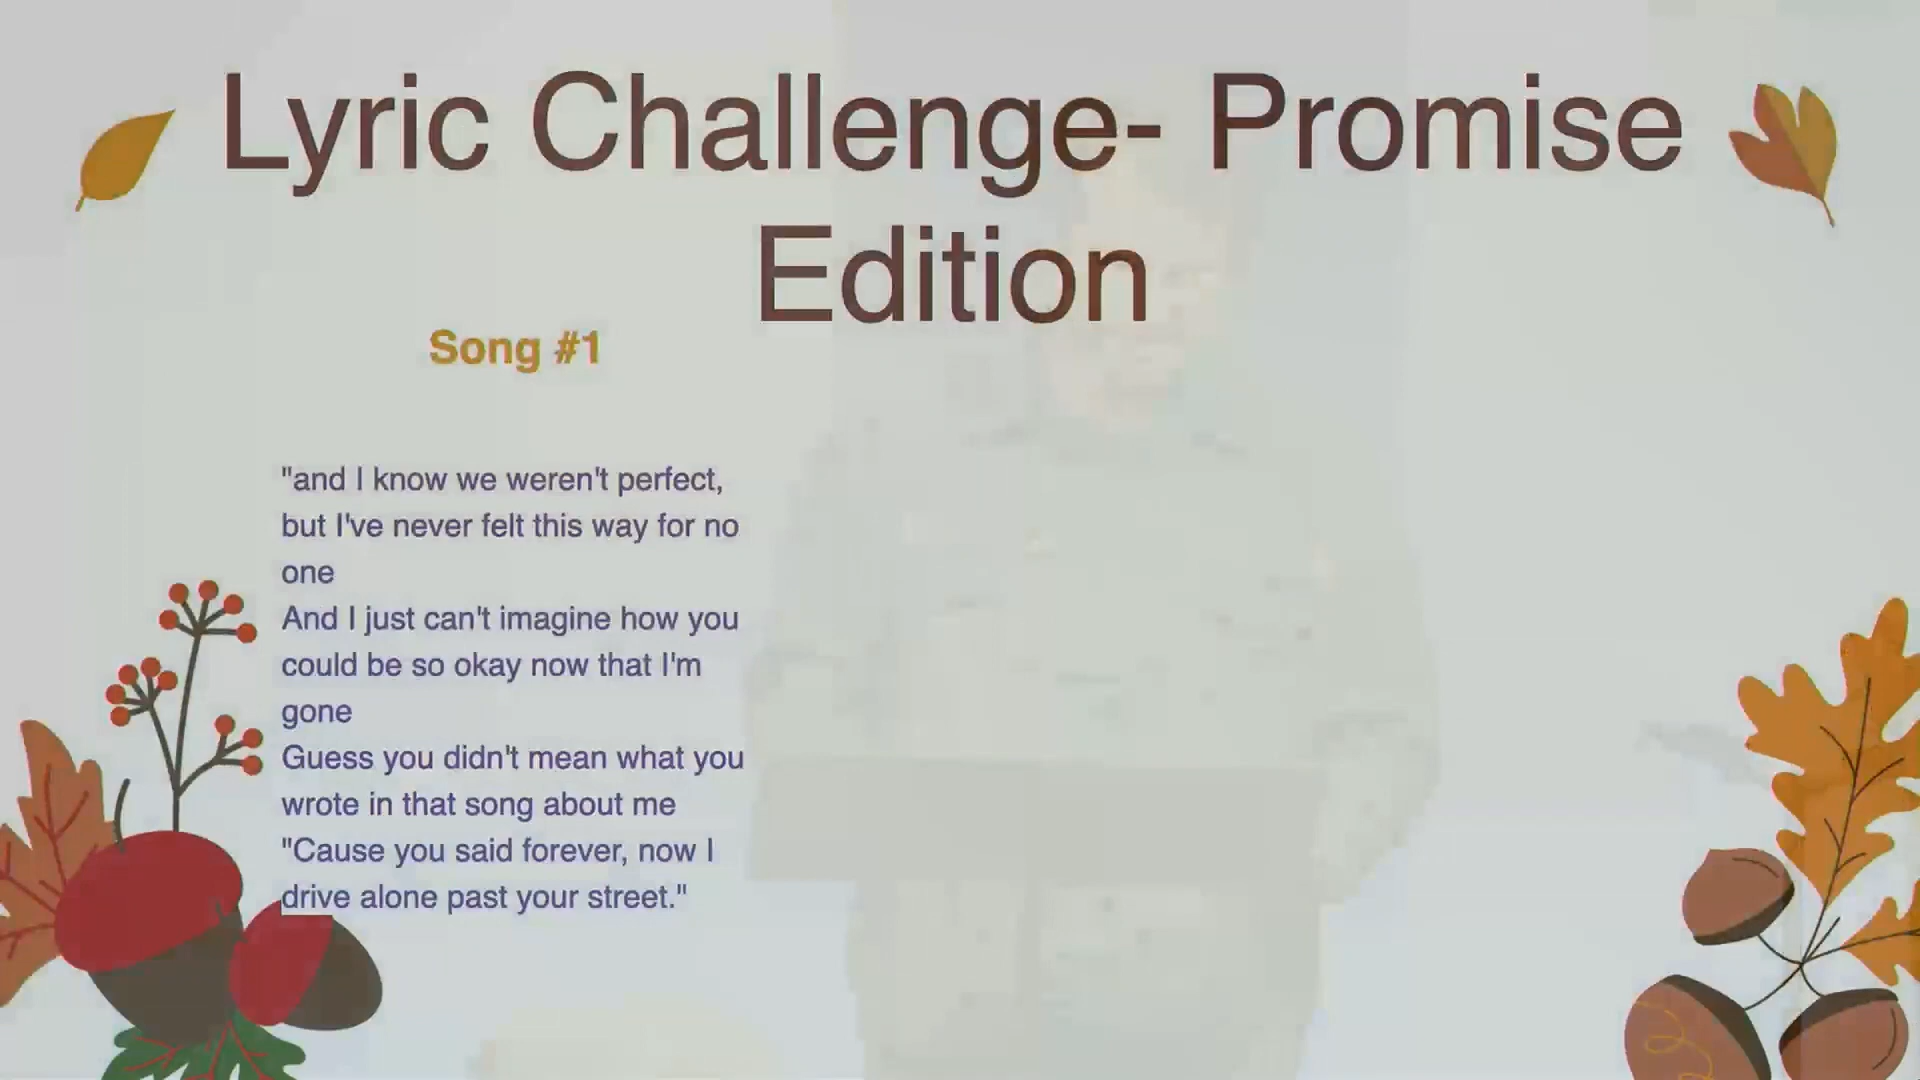 Lyric Challenge- Promise
Edition
Song #1
"and I know we weren't perfect,
but I've never felt this way for no
one
And I just can't imagine how you
could be so okay now that I'm
gone
Guess you didn't mean what you
wrote in that song about me
"Cause you said forever, now I
drive alone past your street."